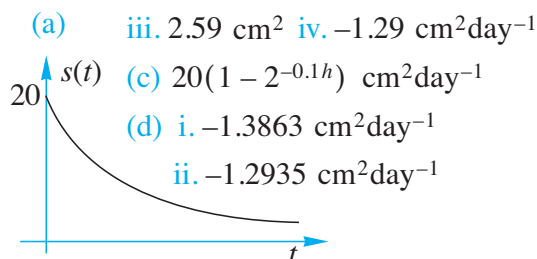 (a) iii. 2.59 cm² iv. –1.29 cm²day⁻¹
s(t) (c) 20(1 – 2⁻⁰·¹ʰ) cm²day⁻¹
20
(d) i. –1.3863 cm²day⁻¹
ii. –1.2935 cm²day⁻¹
t